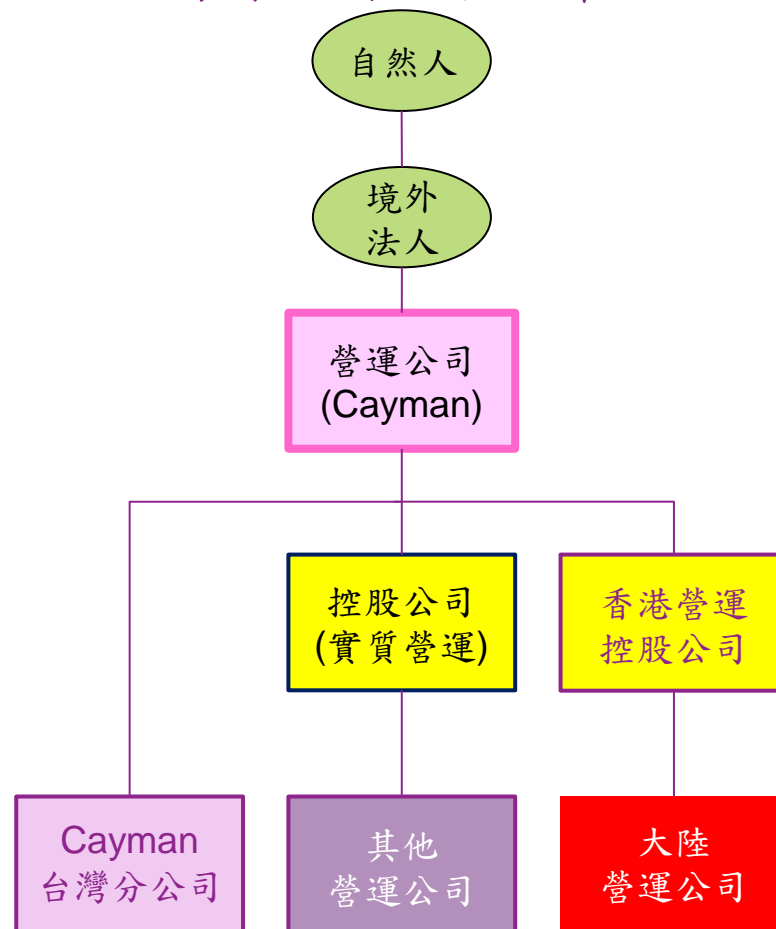 自然人
境外
法人
營運公司
(Cayman)
控股公司
(實質營運)
香港營運
控股公司
Cayman
台灣分公司
其他
營運公司
大陸
營運公司